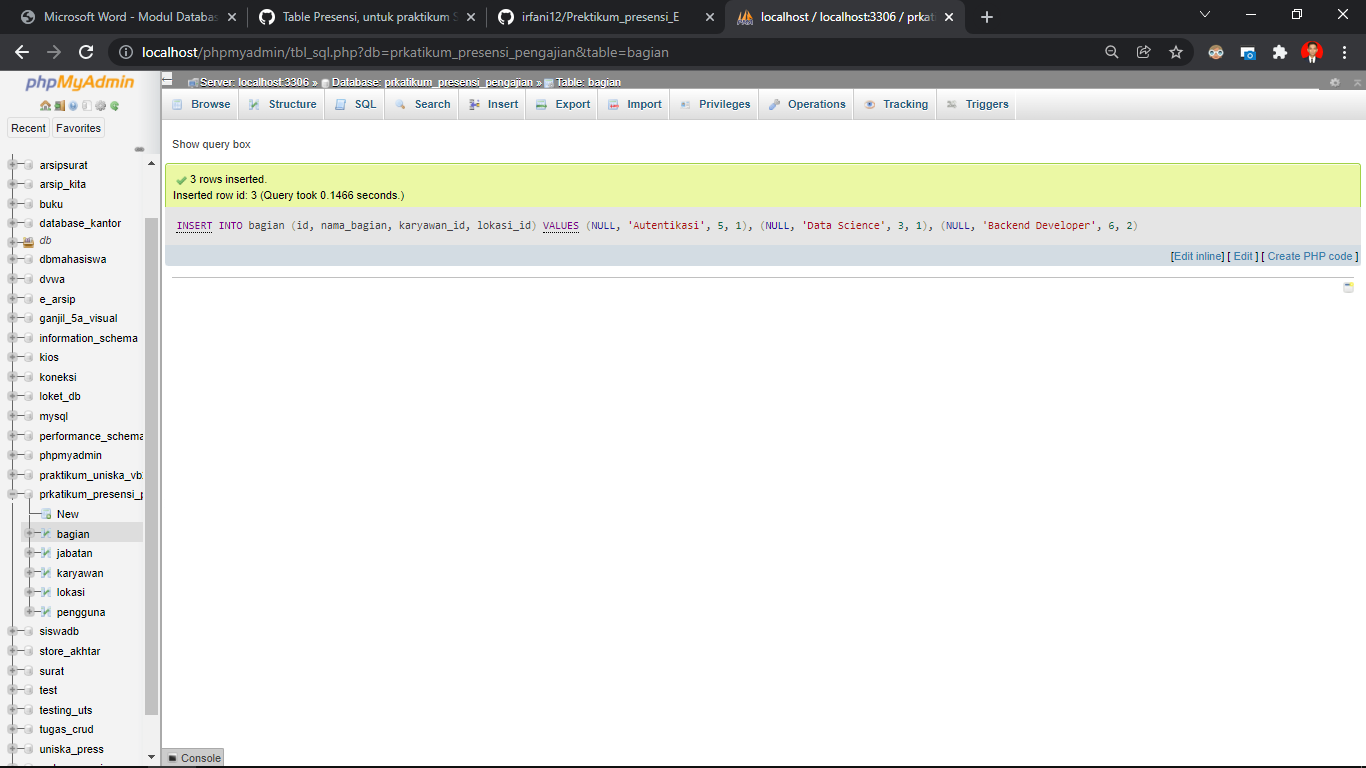 Microsoft Word - Modul Databas
Table Presensi, untuk praktikum S
irfani12/Prektikum_presensi_E
localhost / localhost:3306 / prkati
localhost/phpmyadmin/tbl_sql.php?db=prkatikum_presensi_pengajian&table=bagian
phpMyAdmin
Recent
Favorites
arsipsurat
arsip_kita
buku
database_kantor
db
dbmahasiswa
dvwa
e_arsip
ganjil_5a_visual
information_schema
kios
koneksi
loket_db
mysql
performance_schema
phpmyadmin
praktikum_uniska_vb
prkatikum_presensi_p
New
bagian
jabatan
karyawan
lokasi
pengguna
siswadb
store_akhtar
surat
test
testing_uts
tugas_crud
uniska_press
Server: localhost:3306 » Database: prkatikum_presensi_pengajian » Table: bagian
Browse
Structure
SQL
Search
Insert
Export
Import
Privileges
Operations
Tracking
Triggers
Show query box
3 rows inserted.
Inserted row id: 3 (Query took 0.1466 seconds.)
INSERT INTO bagian (id, nama_bagian, karyawan_id, lokasi_id) VALUES (NULL, 'Autentikasi', 5, 1), (NULL, 'Data Science', 3, 1), (NULL, 'Backend Developer', 6, 2)
[Edit inline] [ Edit ] [ Create PHP code ]
Console